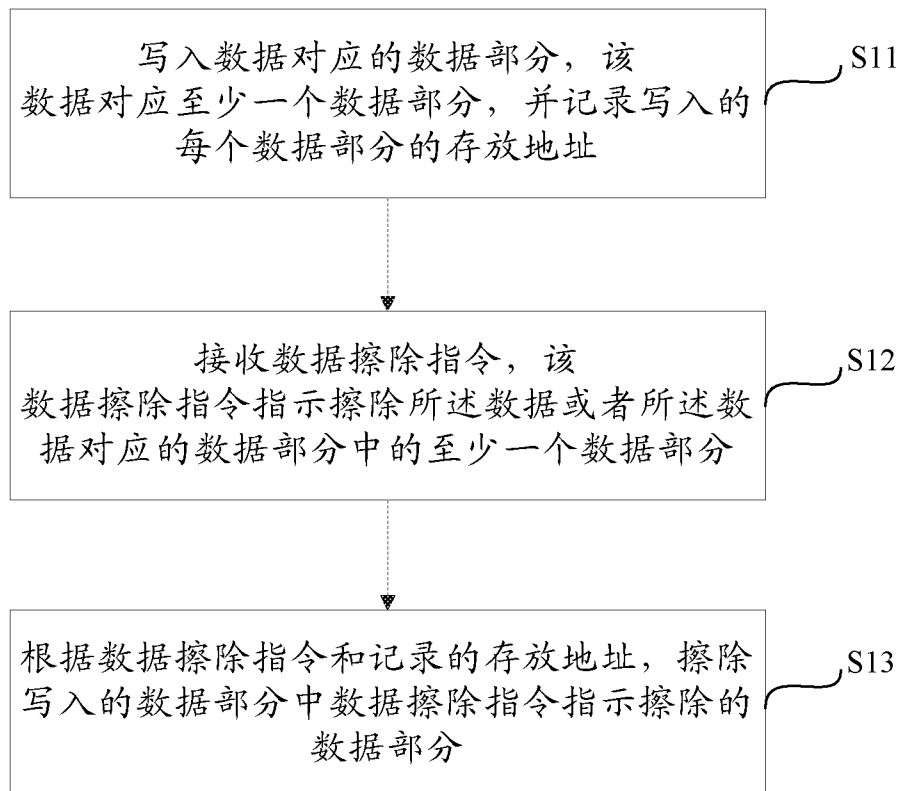 写入数据对应的数据部分，该
数据对应至少一个数据部分，并记录写入的
每个数据部分的存放地址
S11
接收数据擦除指令，该
数据擦除指令指示擦除所述数据或者所述数
据对应的数据部分中的至少一个数据部分
S12
根据数据擦除指令和记录的存放地址，擦除
写入的数据部分中数据擦除指令指示擦除的
数据部分
S13